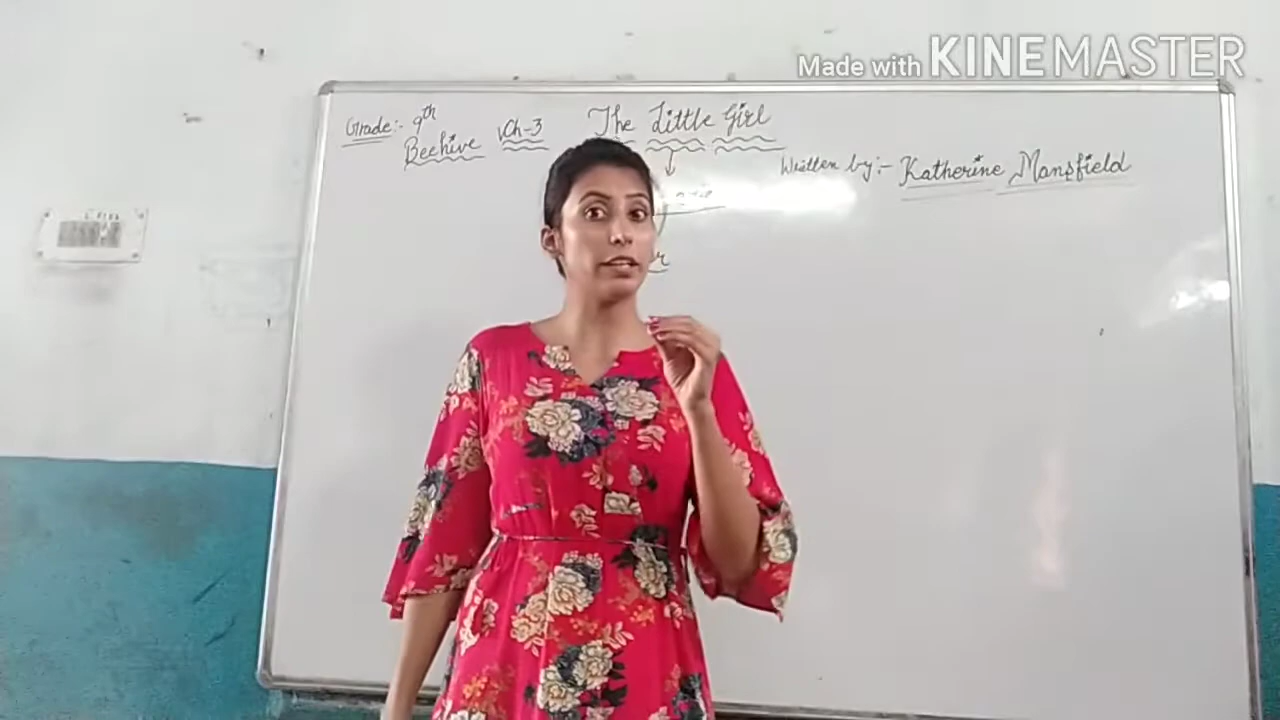 Made with KINEMASTER
Grade:- 9th
Beehive Ch-3 The Little Girl
Written by:- Katherine Mansfield